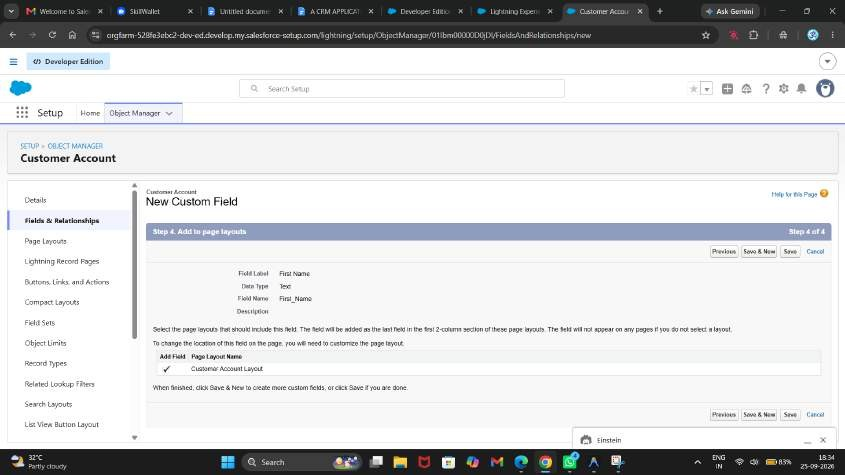 Welcome to Sales
SkillWallet
Untitled documen
A CRM APPLICAT
Developer Editio
Lightning Experi
Customer Accou
Ask Gemini
orgfarm-528fe3ebc2-dev-ed.develop.my.salesforce-setup.com/lightning/setup/ObjectManager/01Ibm00000D0jDl/FieldsAndRelationships/new
</> Developer Edition
Search Setup
Setup
Home
Object Manager
SETUP > OBJECT MANAGER
Customer Account
Details
Fields & Relationships
Page Layouts
Lightning Record Pages
Buttons, Links, and Actions
Compact Layouts
Field Sets
Object Limits
Record Types
Related Lookup Filters
Search Layouts
List View Button Layout
Customer Account
New Custom Field
Help for this Page
Step 4. Add to page layouts
Step 4 of 4
Previous
Save & New
Save
Cancel
Field Label First Name
Data Type Text
Field Name First_Name
Description
Select the page layouts that should include this field. The field will be added as the last field in the first 2-column section of these page layouts. The field will not appear on any pages if you do not select a layout.
To change the location of this field on the page, you will need to customize the page layout.
Add Field Page Layout Name
Customer Account Layout
When finished, click Save & New to create more custom fields, or click Save if you are done.
Previous
Save & New
Save
Cancel
Einstein
32°C
Partly cloudy
Search
ENG
IN
83%
18:34
25-09-2026